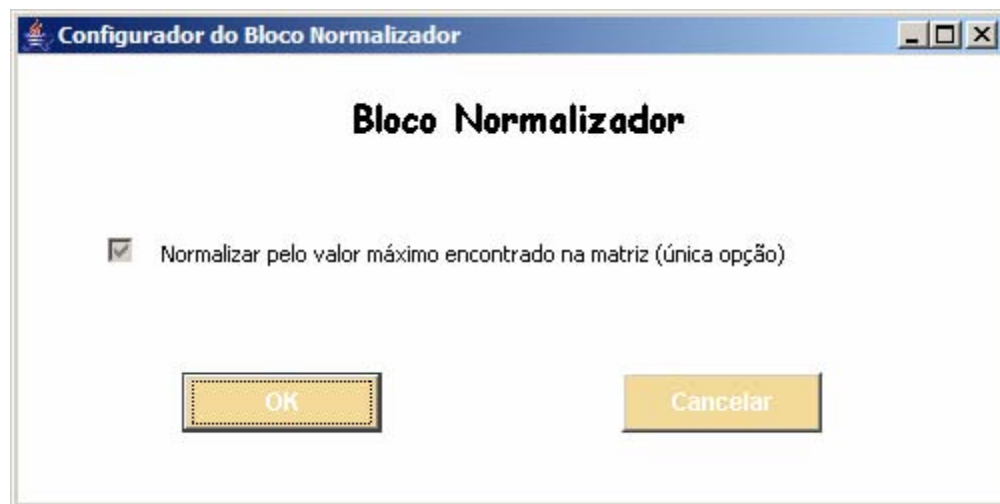 Configurador do Bloco Normalizador
Bloco Normalizador
Normalizar pelo valor máximo encontrado na matriz (única opção)
OK Cancelar